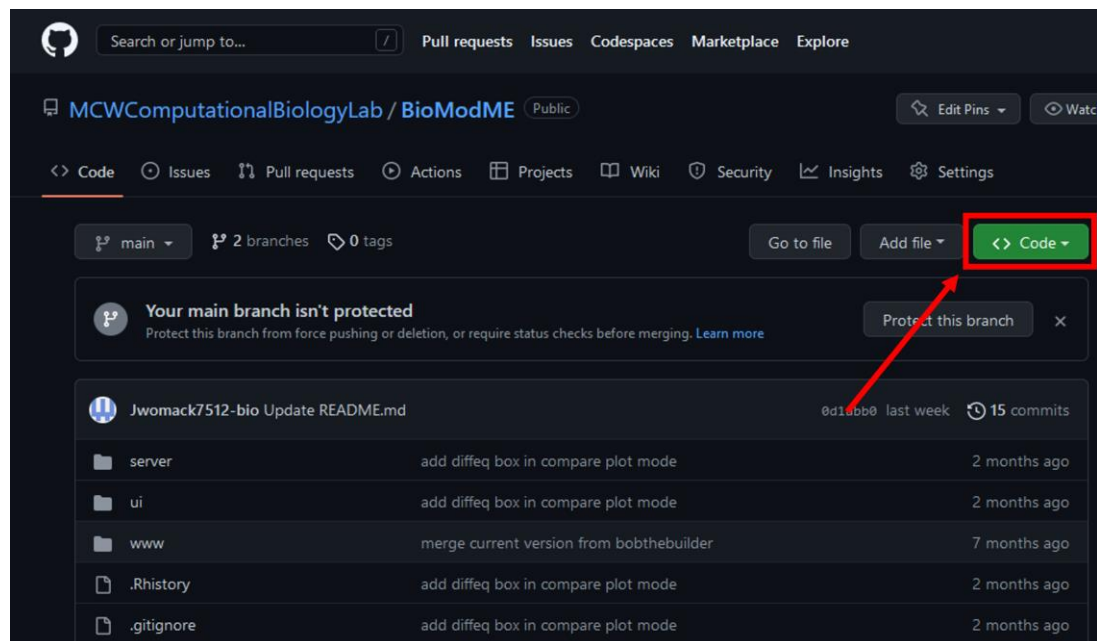 Search or jump to... / Pull requests Issues Codespaces Marketplace Explore
MCWComputationalBiologyLab / BioModME Public Edit Pins Watc
<> Code Issues Pull requests Actions Projects Wiki Security Insights Settings
main 2 branches 0 tags Go to file Add file <> Code
Your main branch isn't protected
Protect this branch from force pushing or deletion, or require status checks before merging. Learn more
Protect this branch ×
Jwomack7512-bio Update README.md last week 15 commits
server add diffeq box in compare plot mode 2 months ago
ui add diffeq box in compare plot mode 2 months ago
www merge current version from bobthebuilder 7 months ago
.Rhistory add diffeq box in compare plot mode 2 months ago
.gitignore add diffeq box in compare plot mode 2 months ago